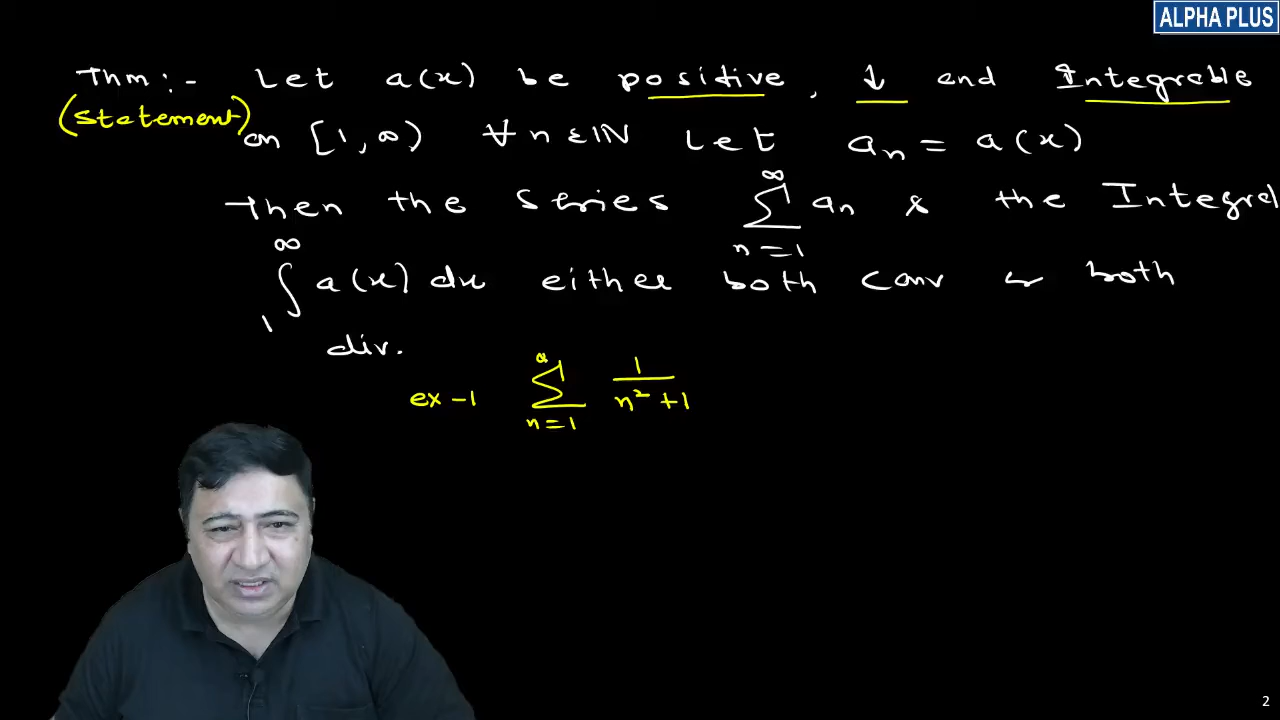 ALPHA PLUS
Thm :- Let a(x) be positive, ↓ and Integrable
(statement)
on [1, ∞) ∀ n ∈ ℕ Let aₙ = a(x)
Then the series ∑_{n=1}^{∞} aₙ & the Integral
∫_{1}^{∞} a(x) dx either both conv or both
div.
ex-1 ∑_{n=1}^{∞} 1/(n²+1)
2